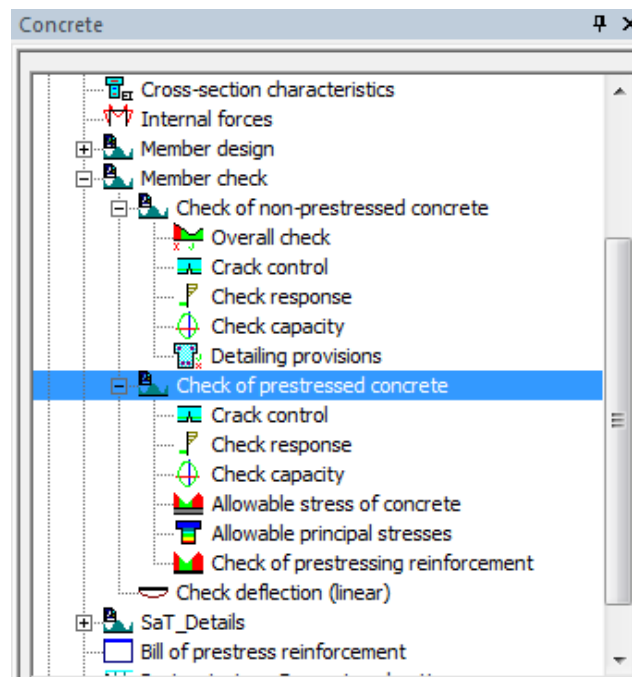 Concrete
Cross-section characteristics
Internal forces
Member design
Member check
Check of non-prestressed concrete
Overall check
Crack control
Check response
Check capacity
Detailing provisions
Check of prestressed concrete
Crack control
Check response
Check capacity
Allowable stress of concrete
Allowable principal stresses
Check of prestressing reinforcement
Check deflection (linear)
SaT_Details
Bill of prestress reinforcement